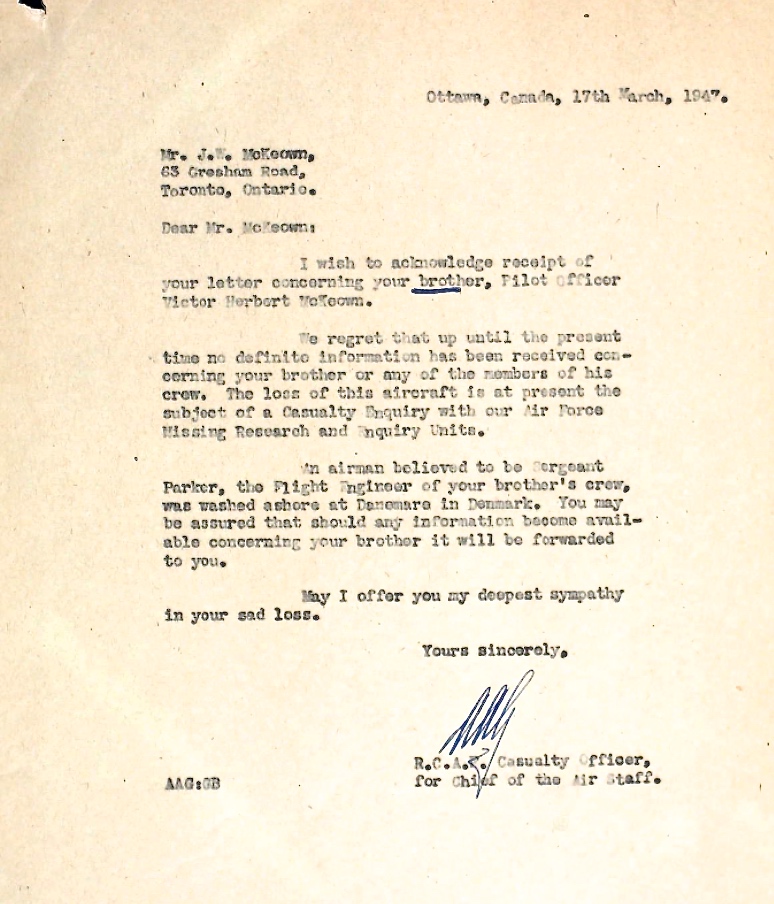 Ottawa, Canada, 17th March, 1947.
Mr. J.W. McKeown,
63 Gresham Road,
Toronto, Ontario.
Dear Mr. McKeown:
I wish to acknowledge receipt of
your letter concerning your brother, Pilot Officer
Victor Herbert McKeown.
We regret that up until the present
time no definite information has been received con-
cerning your brother or any of the members of his
crew. The loss of this aircraft is at present the
subject of a Casualty Enquiry with our Air Force
Missing Research and Enquiry Units.
An airman believed to be Sergeant
Parker, the Flight Engineer of your brother's crew,
was washed ashore at Danemare in Denmark. You may
be assured that should any information become avail-
able concerning your brother it will be forwarded
to you.
May I offer you my deepest sympathy
in your sad loss.
Yours sincerely,
R.C.A.F. Casualty Officer,
for Chief of the Air Staff.
AAG:GB